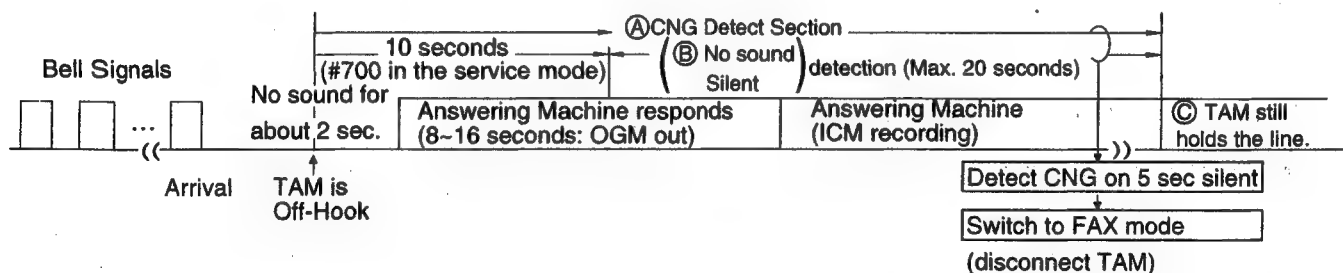 Ⓐ CNG Detect Section
10 seconds
(#700 in the service mode)
Ⓑ No sound
Silent
detection (Max. 20 seconds)
Bell Signals
No sound for
about 2 sec.
Answering Machine responds
(8~16 seconds: OGM out)
Answering Machine
(ICM recording)
Ⓒ TAM still
holds the line.
...
Arrival
TAM is
Off-Hook
Detect CNG on 5 sec silent
Switch to FAX mode
(disconnect TAM)